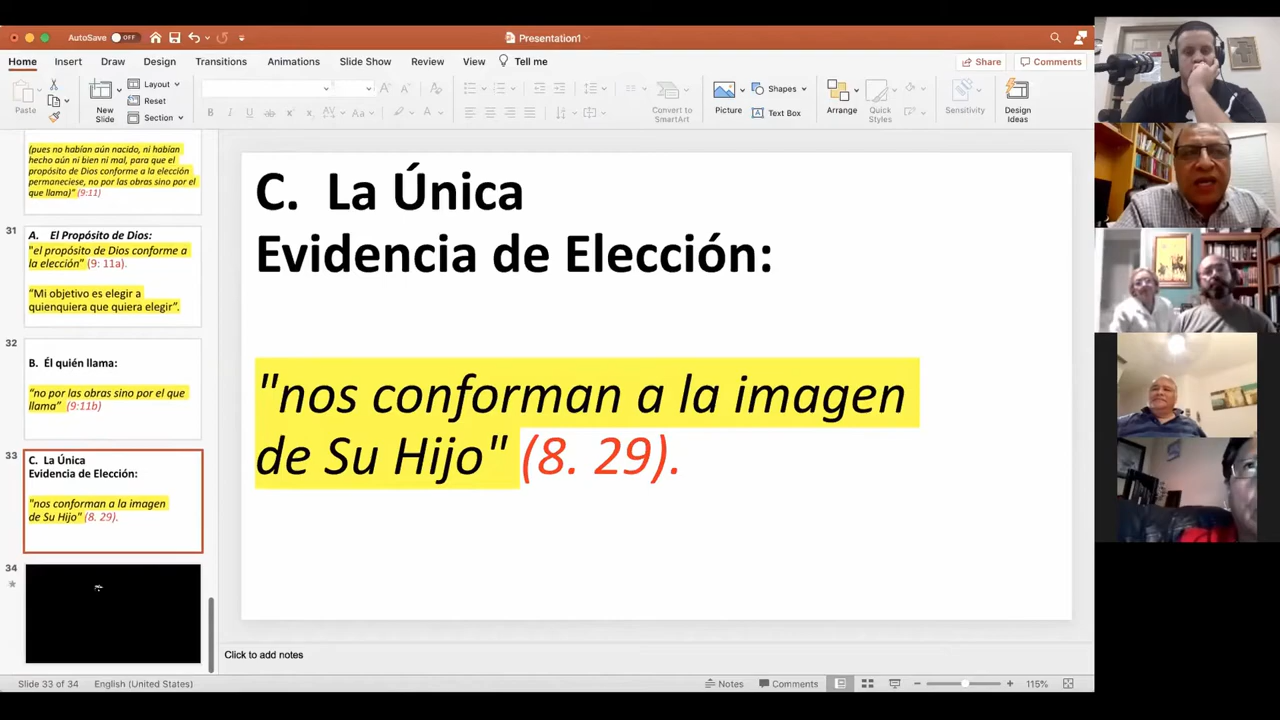 AutoSave OFF
Presentation1
Home Insert Draw Design Transitions Animations Slide Show Review View Tell me
Share Comments
Paste
New
Slide
Layout
Reset
Section
Convert to
SmartArt
Picture
Shapes
Text Box
Arrange
Quick
Styles
Sensitivity
Design
Ideas
(pues no habían aún nacido, ni habían
hecho aún ni bien ni mal, para que el
propósito de Dios conforme a la elección
permaneciese, no por las obras sino por el
que llama)" (9:11)
31
A. El Propósito de Dios:
"el propósito de Dios conforme a
la elección" (9: 11a).
“Mi objetivo es elegir a
quienquiera que quiera elegir”.
32
B. Él quién llama:
“no por las obras sino por el que
llama” (9:11b)
33
C. La Única
Evidencia de Elección:
"nos conforman a la imagen
de Su Hijo" (8. 29).
34
C. La Única
Evidencia de Elección:
"nos conforman a la imagen
de Su Hijo" (8. 29).
Click to add notes
Slide 33 of 34 English (United States) Notes Comments 115%